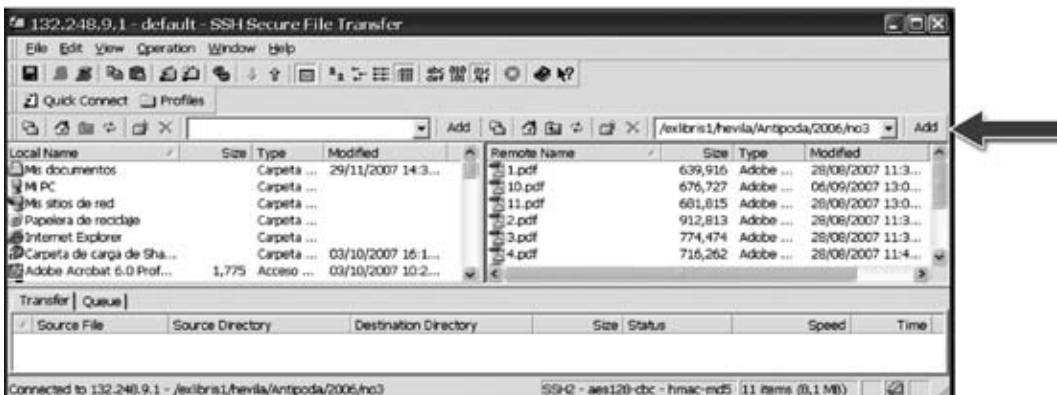 132.248.9.1 - default - SSH Secure File Transfer
File Edit View Operation Window Help
Quick Connect Profiles
Add /exlibris1/hevila/Antipoda/2006/no3 Add
Local Name Size Type Modified
Mis documentos Carpeta ... 29/11/2007 14:3...
Mi PC Carpeta ...
Mis sitios de red Carpeta ...
Papelera de reciclaje Carpeta ...
Internet Explorer Carpeta ...
Carpeta de carga de Sha... Carpeta ... 03/10/2007 16:1...
Adobe Acrobat 6.0 Prof... 1,775 Acceso ... 03/10/2007 10:2...
Remote Name Size Type Modified
1.pdf 639,916 Adobe ... 28/08/2007 11:3...
10.pdf 676,727 Adobe ... 06/09/2007 13:0...
11.pdf 681,815 Adobe ... 28/08/2007 13:0...
2.pdf 912,813 Adobe ... 28/08/2007 11:3...
3.pdf 774,474 Adobe ... 28/08/2007 11:3...
4.pdf 716,262 Adobe ... 28/08/2007 11:4...
Transfer Queue
Source File Source Directory Destination Directory Size Status Speed Time
Connected to 132.248.9.1 - /exlibris1/hevila/Antipoda/2006/no3 SSH2 - aes128-cbc - hmac-md5 11 items (8,1 MB)